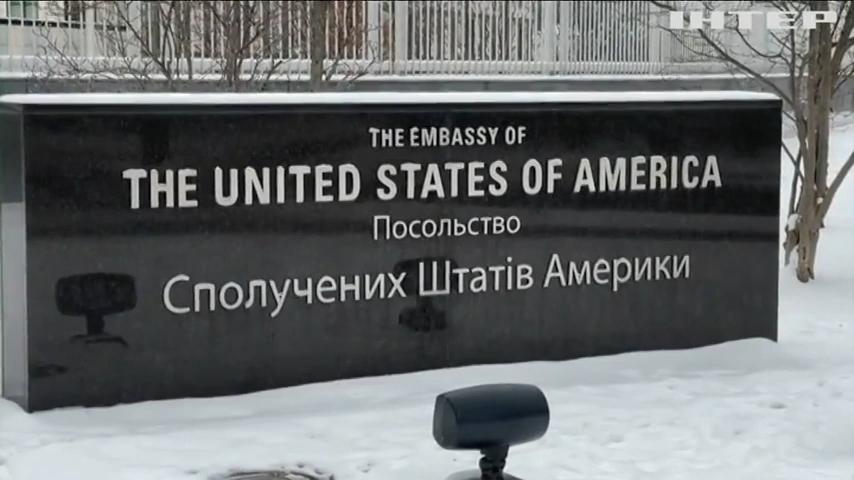 ІНТЕР
THE EMBASSY OF
THE UNITED STATES OF AMERICA
Посольство
Сполучених Штатів Америки